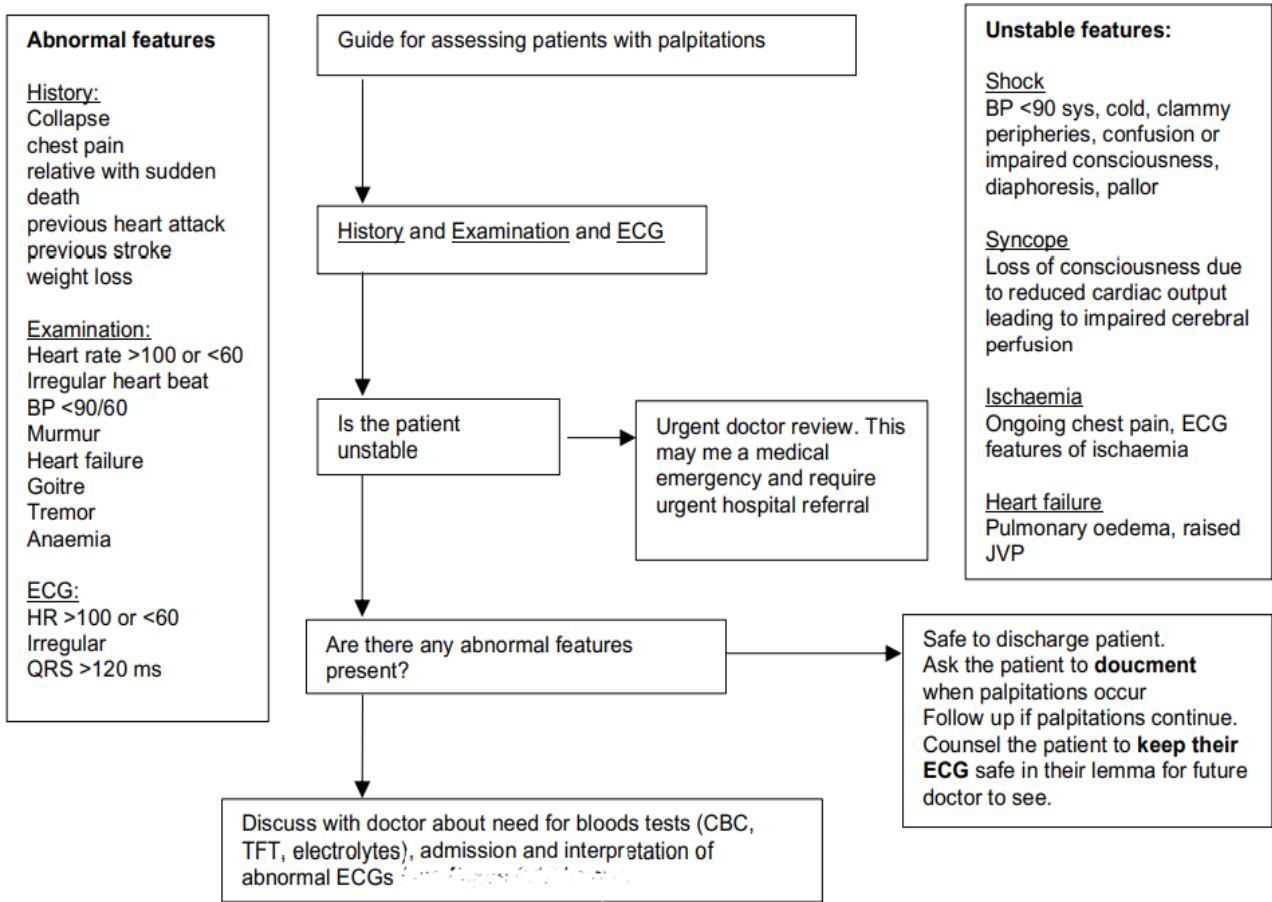 Abnormal features
History:
Collapse
chest pain
relative with sudden
death
previous heart attack
previous stroke
weight loss
Examination:
Heart rate >100 or <60
Irregular heart beat
BP <90/60
Murmur
Heart failure
Goitre
Tremor
Anaemia
ECG:
HR >100 or <60
Irregular
QRS >120 ms
Guide for assessing patients with palpitations
History and Examination and ECG
Is the patient
unstable
Urgent doctor review. This
may me a medical
emergency and require
urgent hospital referral
Are there any abnormal features
present?
Discuss with doctor about need for bloods tests (CBC,
TFT, electrolytes), admission and interpretation of
abnormal ECGs
Unstable features:
Shock
BP <90 sys, cold, clammy
peripheries, confusion or
impaired consciousness,
diaphoresis, pallor
Syncope
Loss of consciousness due
to reduced cardiac output
leading to impaired cerebral
perfusion
Ischaemia
Ongoing chest pain, ECG
features of ischaemia
Heart failure
Pulmonary oedema, raised
JVP
Safe to discharge patient.
Ask the patient to doucment
when palpitations occur
Follow up if palpitations continue.
Counsel the patient to keep their
ECG safe in their lemma for future
doctor to see.